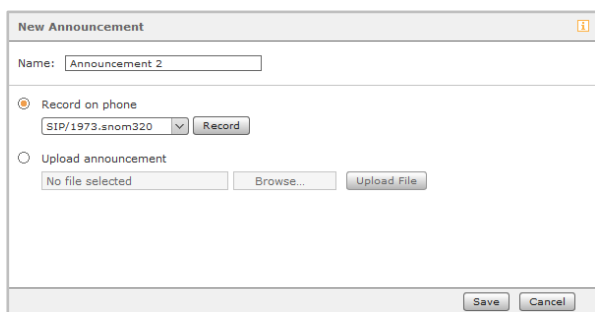 New Announcement
Name: Announcement 2
Record on phone
SIP/1973.snom320 Record
Upload announcement
No file selected Browse... Upload File
Save Cancel